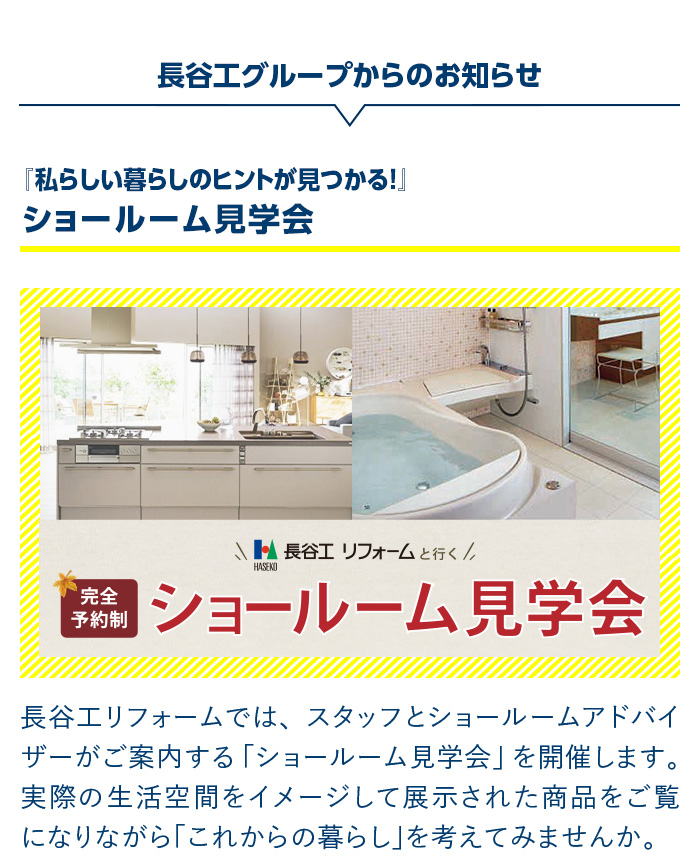 長谷工グループからのお知らせ
『私らしい暮らしのヒントが見つかる!』
ショールーム見学会
HASEKO 長谷工 リフォームと行く
完全
予約制
ショールーム見学会
長谷工リフォームでは、スタッフとショールームアドバイ
ザーがご案内する「ショールーム見学会」を開催します。
実際の生活空間をイメージして展示された商品をご覧
になりながら「これからの暮らし」を考えてみませんか。